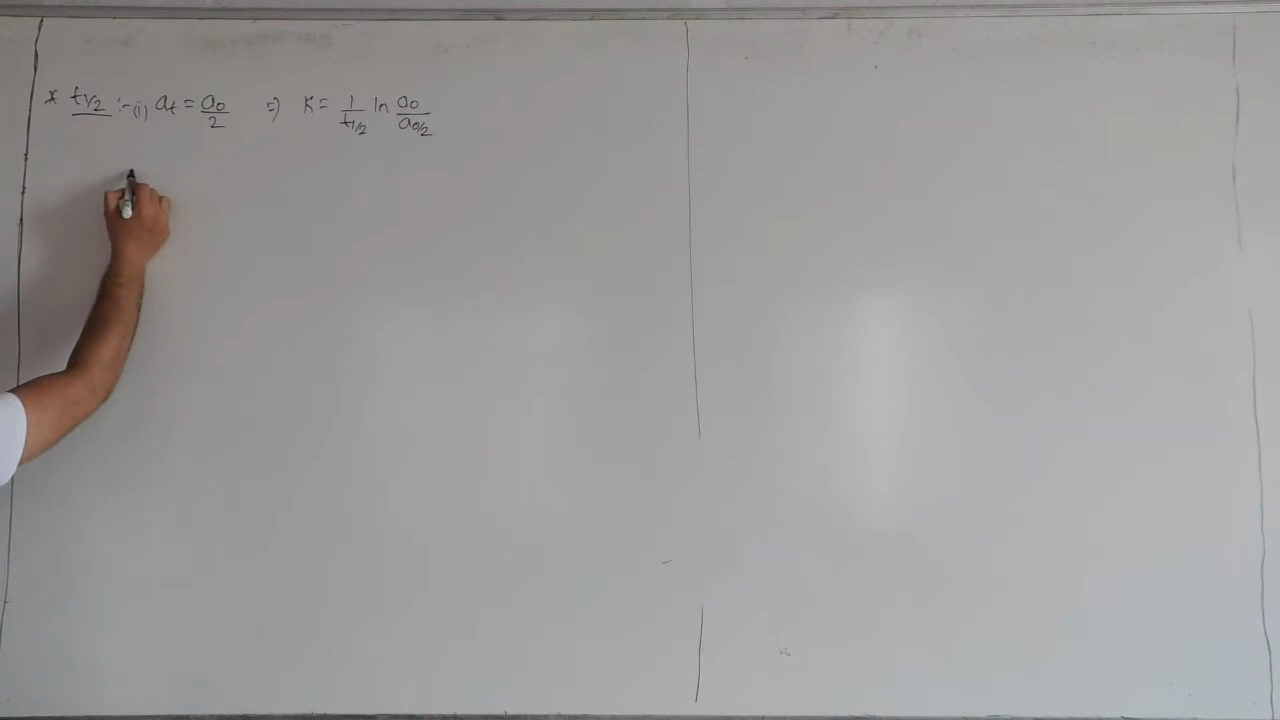 * t1/2 :- (i) at = a0/2 ⇒ K = 1/t1/2 ln a0/a0/2